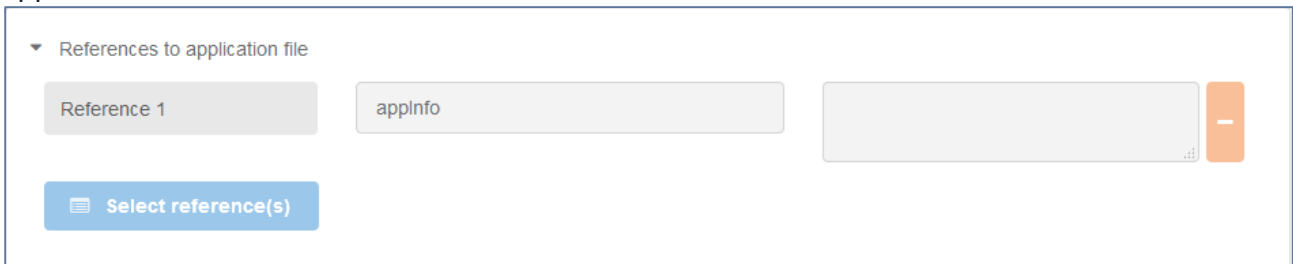 References to application file
Reference 1
appInfo
Select reference(s)